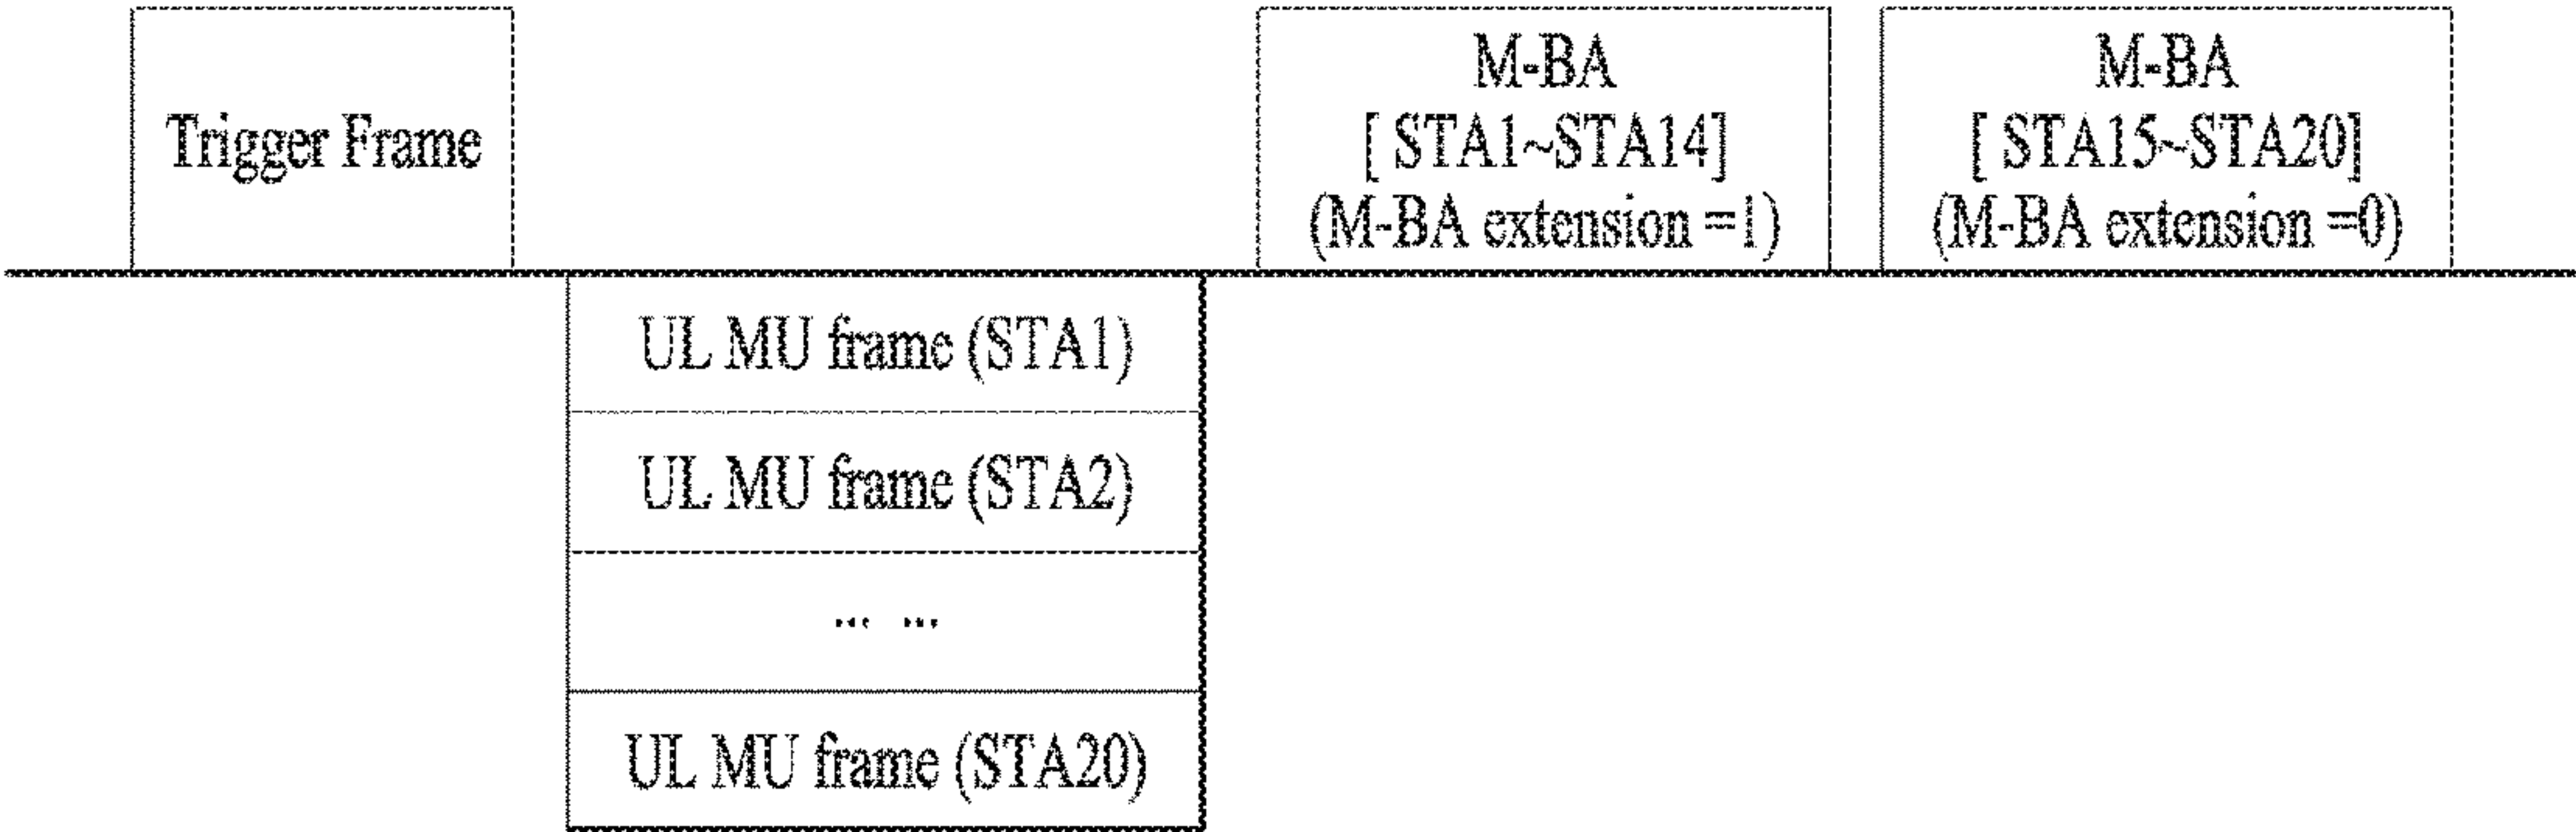 Trigger Frame
M-BA
[ STA1~STA14]
(M-BA extension =1)
M-BA
[ STA15~STA20]
(M-BA extension =0)
UL MU frame (STA1)
UL MU frame (STA2)
... ...
UL MU frame (STA20)